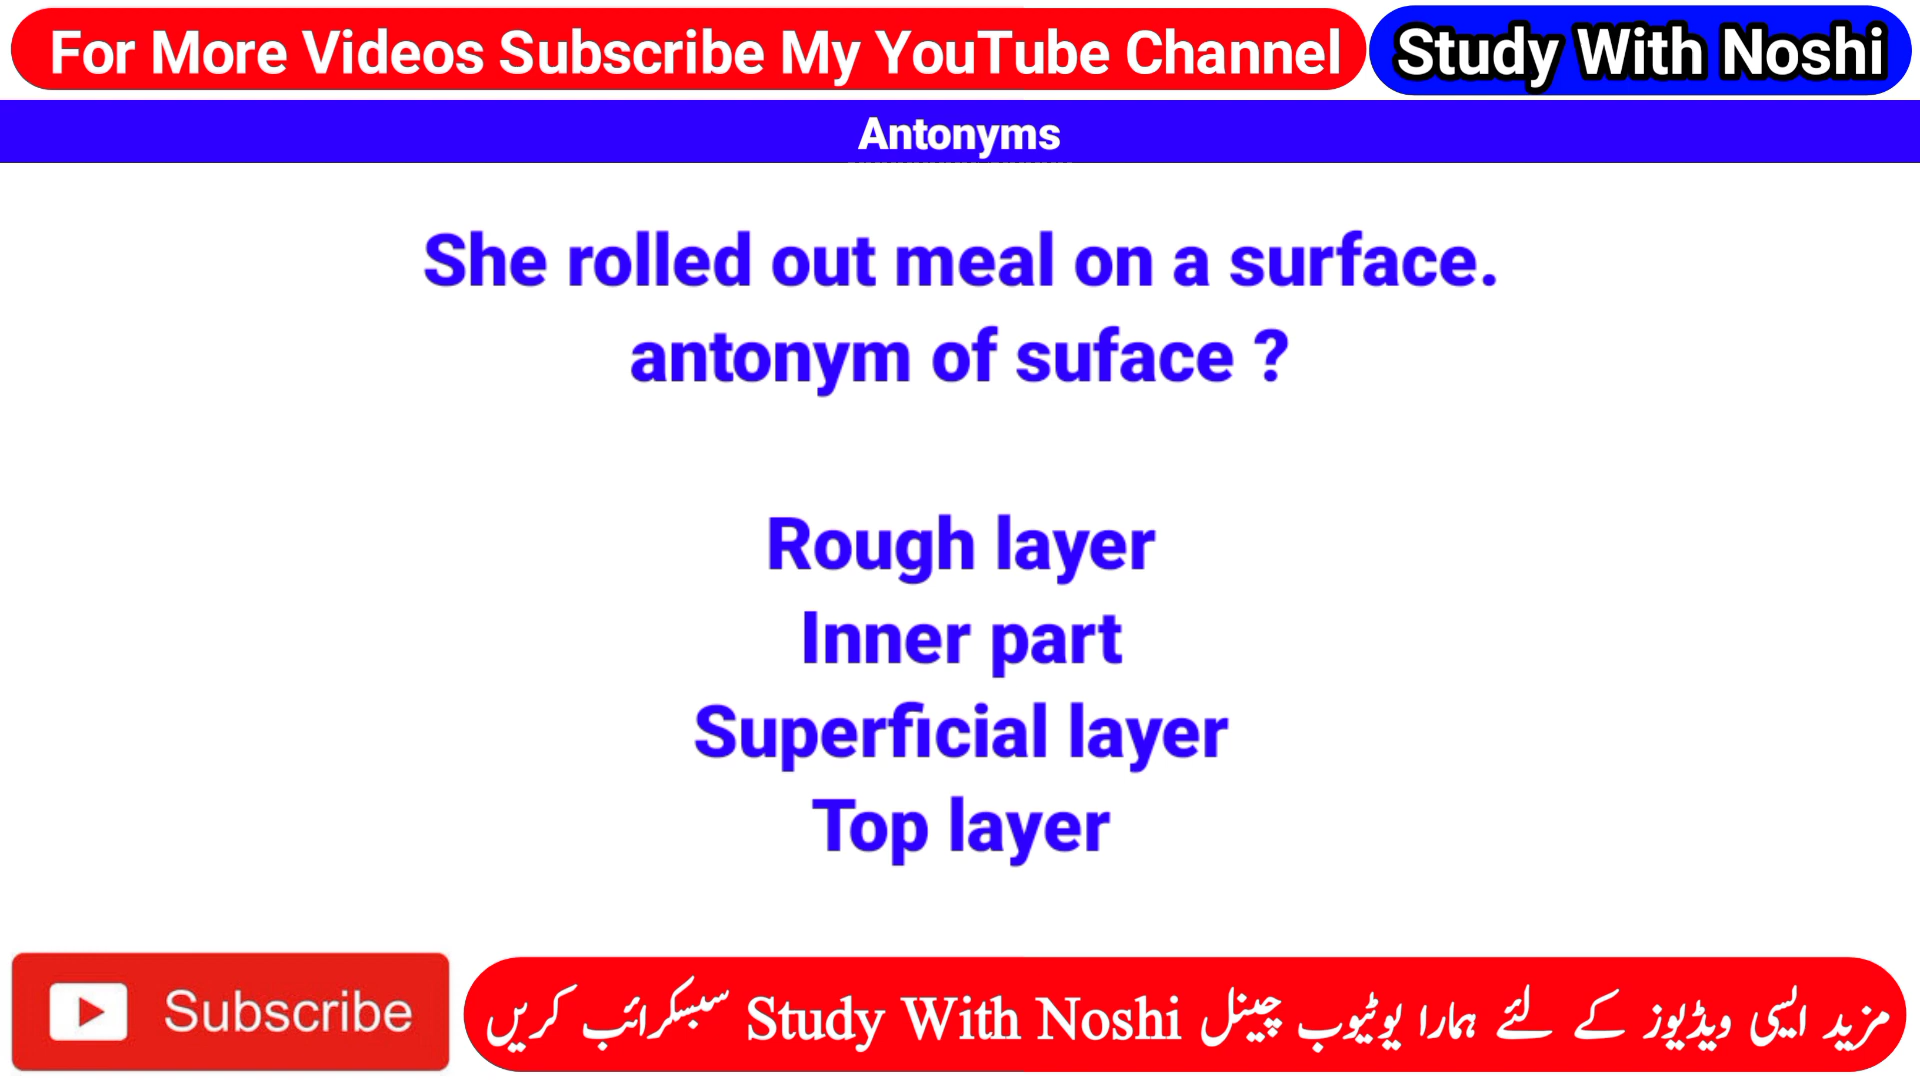 For More Videos Subscribe My YouTube Channel
Study With Noshi
Antonyms
She rolled out meal on a surface.
antonym of suface ?
Rough layer
Inner part
Superficial layer
Top layer
Subscribe
مزید ایسی ویڈیوز کے لئے ہمارا یوٹیوب چینل Study With Noshi سبسکرائب کریں